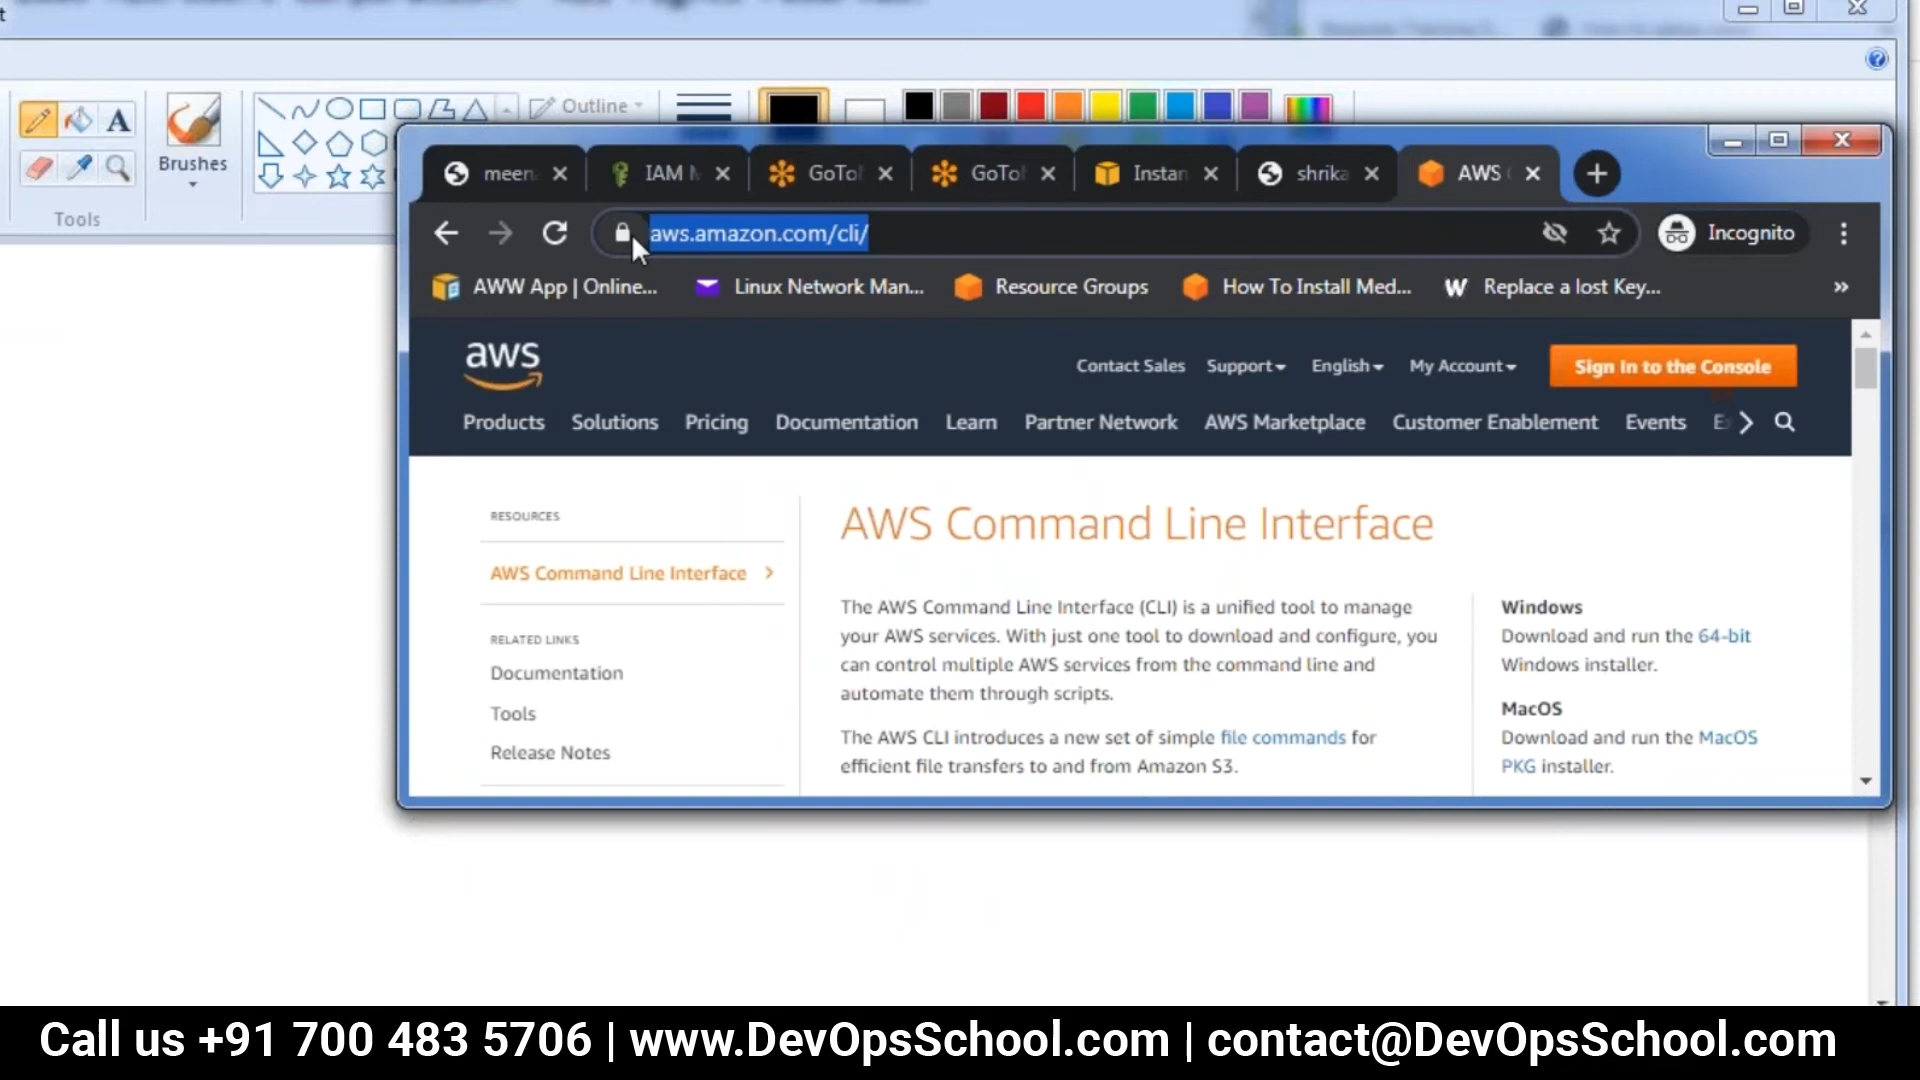 t
Outline
Brushes
Tools
meen
IAM M
GoTo
GoTo
Instan
shrika
AWS
aws.amazon.com/cli/
Incognito
AWW App | Online...
Linux Network Man...
Resource Groups
How To Install Med...
Replace a lost Key...
»
aws
Contact Sales
Support
English
My Account
Sign In to the Console
Products
Solutions
Pricing
Documentation
Learn
Partner Network
AWS Marketplace
Customer Enablement
Events
RESOURCES
AWS Command Line Interface
RELATED LINKS
Documentation
Tools
Release Notes
AWS Command Line Interface
The AWS Command Line Interface (CLI) is a unified tool to manage
your AWS services. With just one tool to download and configure, you
can control multiple AWS services from the command line and
automate them through scripts.
The AWS CLI introduces a new set of simple file commands for
efficient file transfers to and from Amazon S3.
Windows
Download and run the 64-bit
Windows installer.
MacOS
Download and run the MacOS
PKG installer.
Call us +91 700 483 5706 | www.DevOpsSchool.com | contact@DevOpsSchool.com